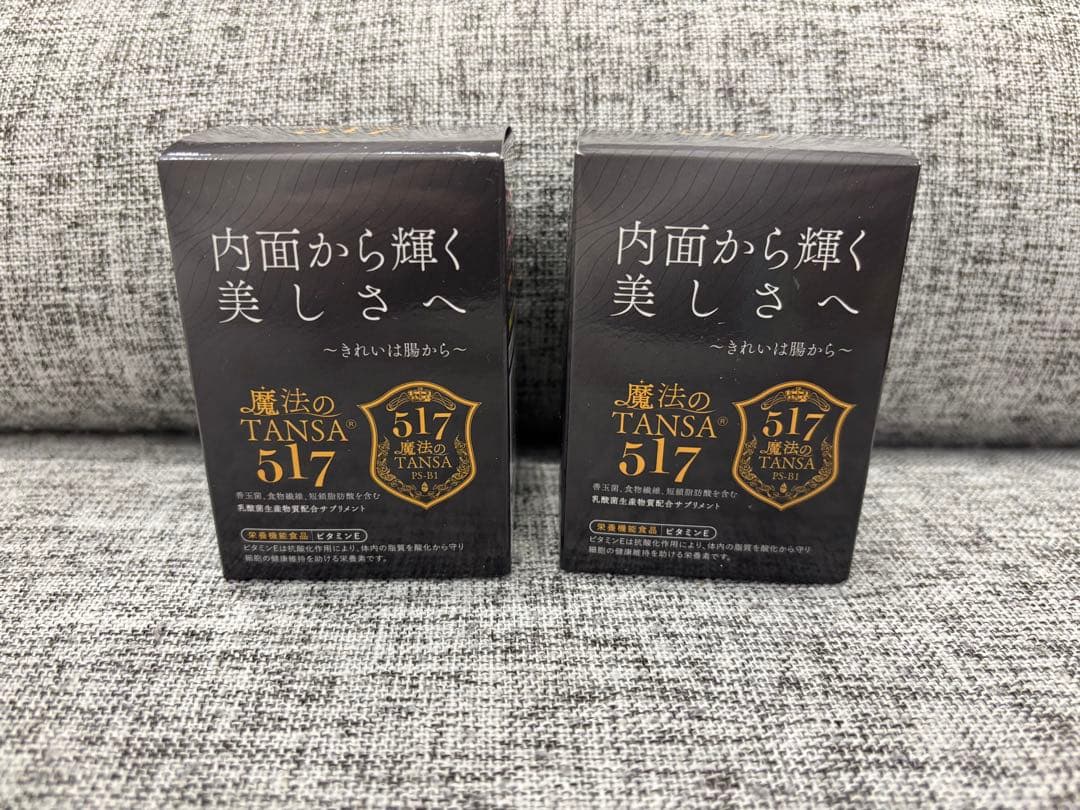 内面から輝く
美しさへ
～きれいは腸から～
魔法の
TANSA®
517
517
魔法の
TANSA
PS-B1
善玉菌、食物繊維、短鎖脂肪酸を含む
乳酸菌生産物質配合サプリメント
栄養機能食品 ビタミンE
ビタミンEは抗酸化作用により、体内の脂質を酸化から守り
細胞の健康維持を助ける栄養素です。
内面から輝く
美しさへ
～きれいは腸から～
魔法の
TANSA®
517
517
魔法の
TANSA
PS-B1
善玉菌、食物繊維、短鎖脂肪酸を含む
乳酸菌生産物質配合サプリメント
栄養機能食品 ビタミンE
ビタミンEは抗酸化作用により、体内の脂質を酸化から守り
細胞の健康維持を助ける栄養素です。